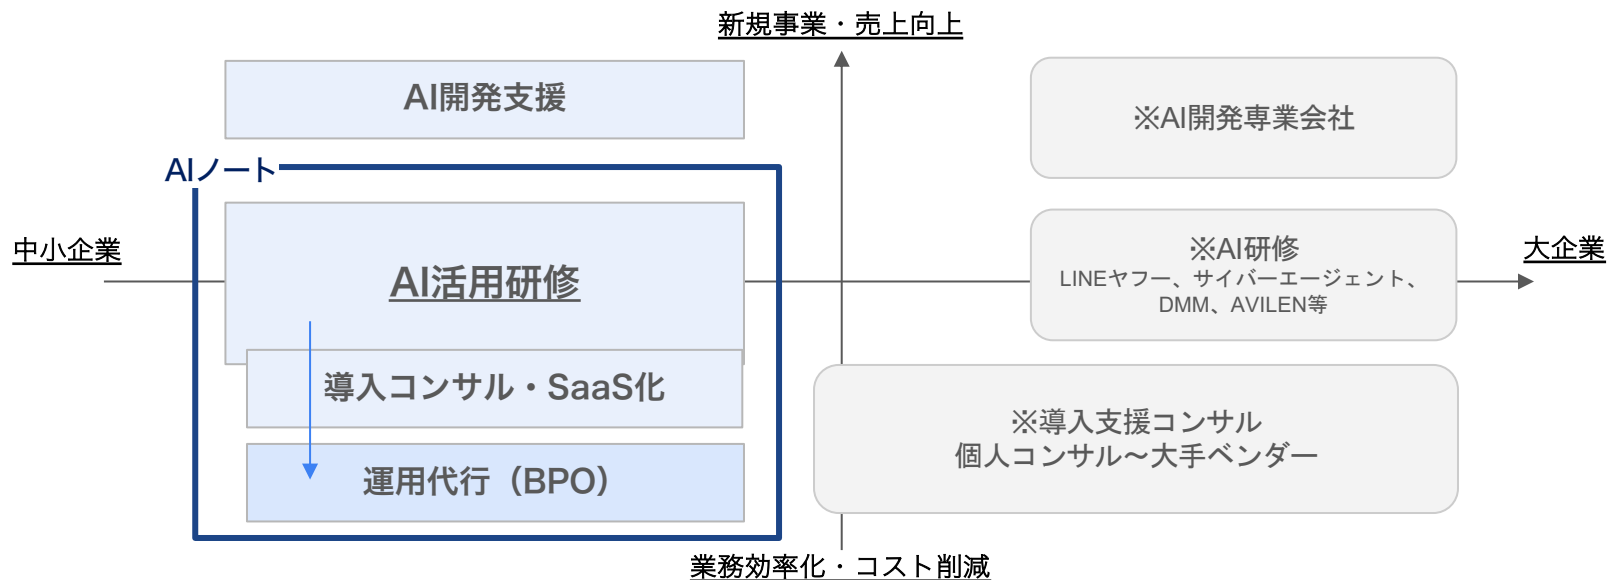 新規事業・売上向上
AI開発支援
※AI開発専業会社
AIノート
中小企業
AI活用研修
※AI研修
LINEヤフー、サイバーエージェント、
DMM、AVILEN等
大企業
導入コンサル・SaaS化
※導入支援コンサル
個人コンサル〜大手ベンダー
運用代行（BPO）
業務効率化・コスト削減